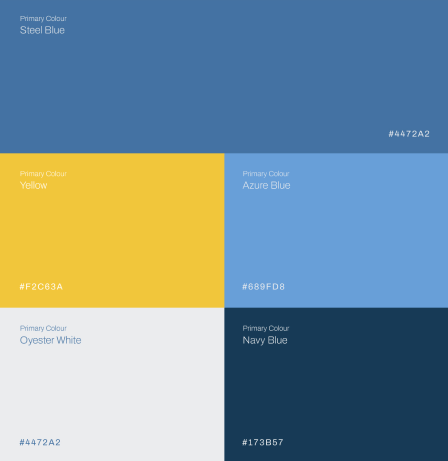 Primary Colour
Steel Blue
#4472A2
Primary Colour
Yellow
#F2C63A
Primary Colour
Azure Blue
#689FD8
Primary Colour
Oyester White
#4472A2
Primary Colour
Navy Blue
#173B57